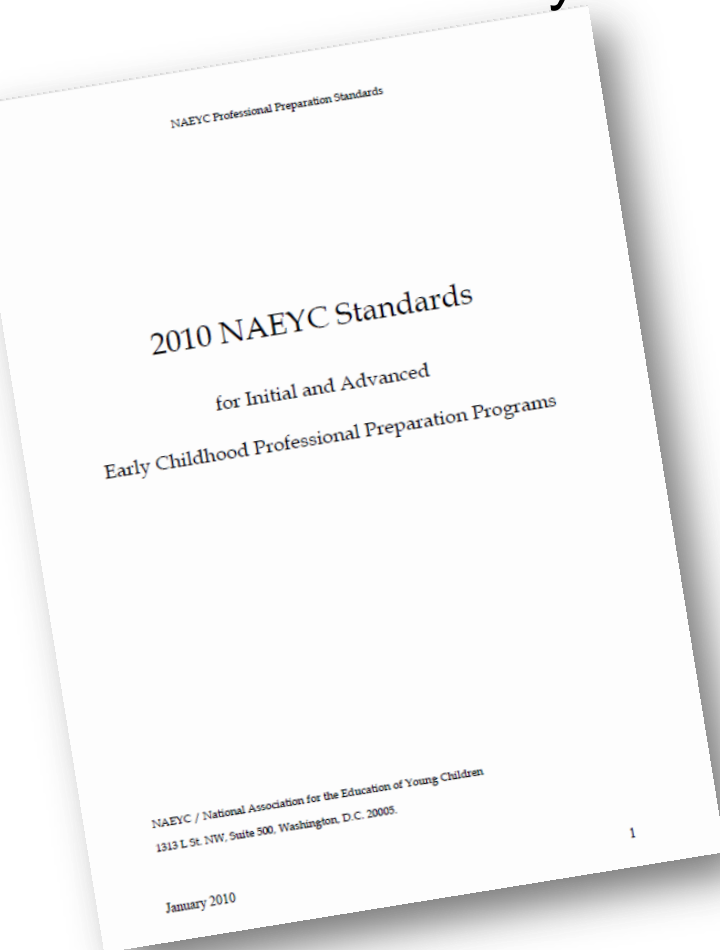 NAEYC Professional Preparation Standards
2010 NAEYC Standards
for Initial and Advanced
Early Childhood Professional Preparation Programs
NAEYC / National Association for the Education of Young Children
1313 L St. NW, Suite 500, Washington, D.C. 20005.
1
January 2010